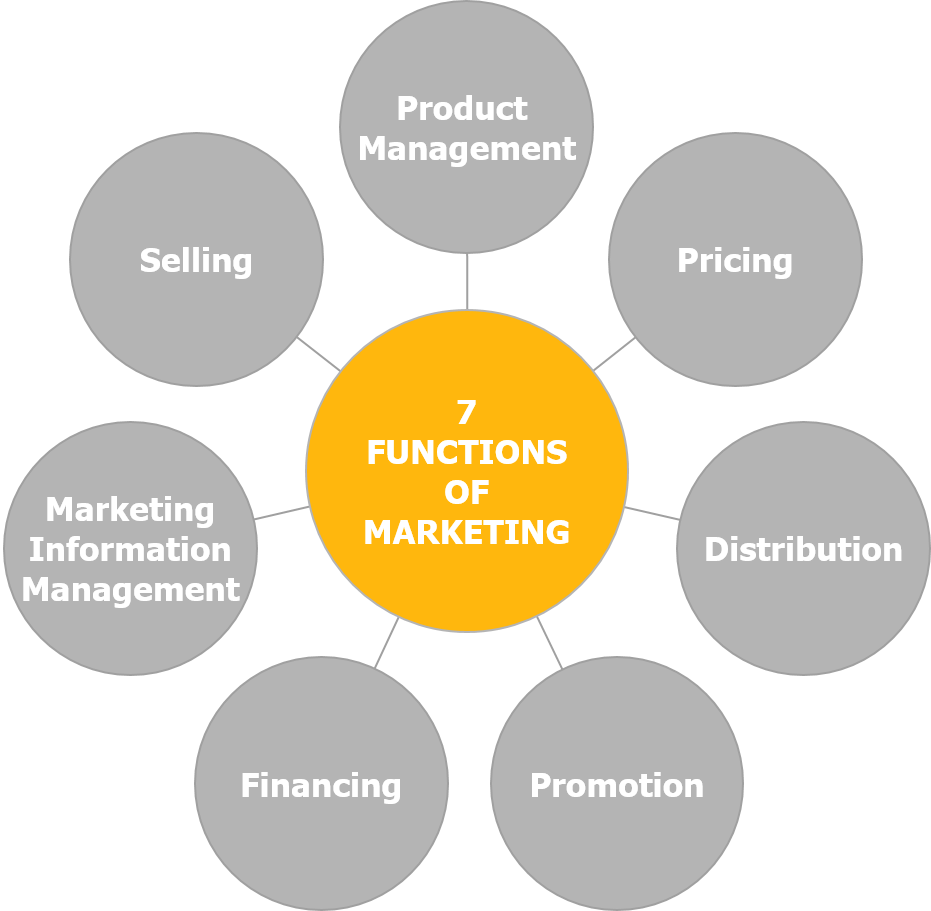 Product
Management
Pricing
Distribution
Promotion
Financing
Marketing
Information
Management
Selling
7
FUNCTIONS
OF
MARKETING